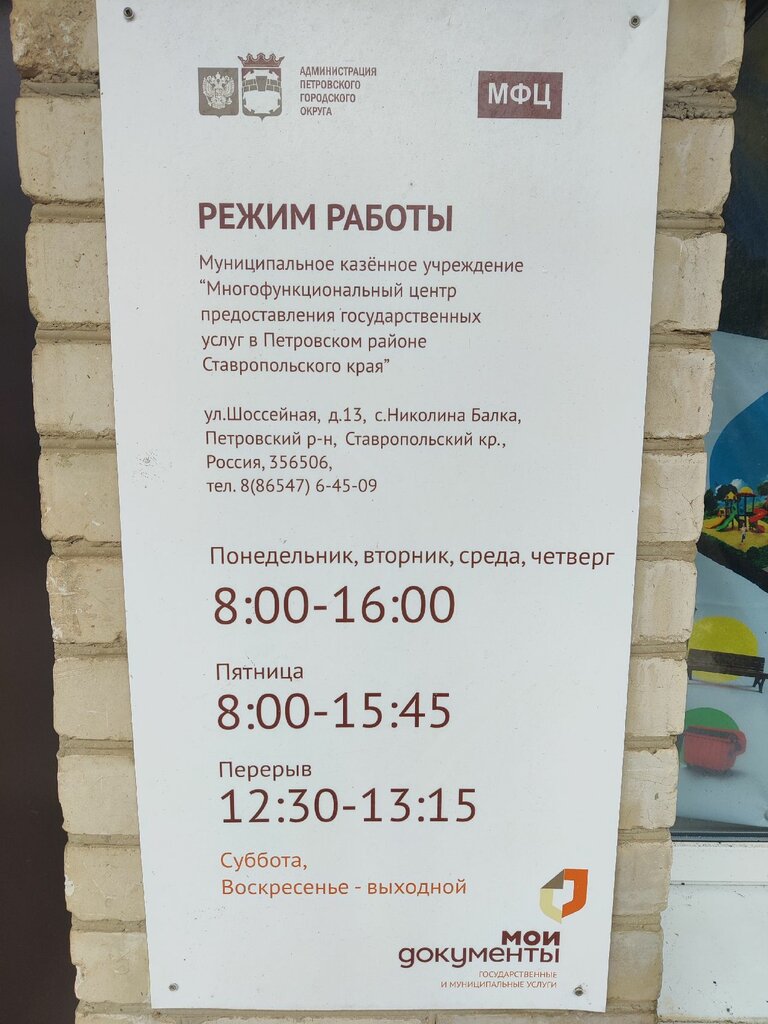 АДМИНИСТРАЦИЯ
ПЕТРОВСКОГО
ГОРОДСКОГО
ОКРУГА
МФЦ
РЕЖИМ РАБОТЫ
Муниципальное казённое учреждение
“Многофункциональный центр
предоставления государственных
услуг в Петровском районе
Ставропольского края”
ул.Шоссейная, д.13, с.Николина Балка,
Петровский р-н, Ставропольский кр.,
Россия, 356506,
тел. 8(86547) 6-45-09
Понедельник, вторник, среда, четверг
8:00-16:00
Пятница
8:00-15:45
Перерыв
12:30-13:15
Суббота,
Воскресенье - выходной
мои
документы
ГОСУДАРСТВЕННЫЕ
И МУНИЦИПАЛЬНЫЕ УСЛУГИ